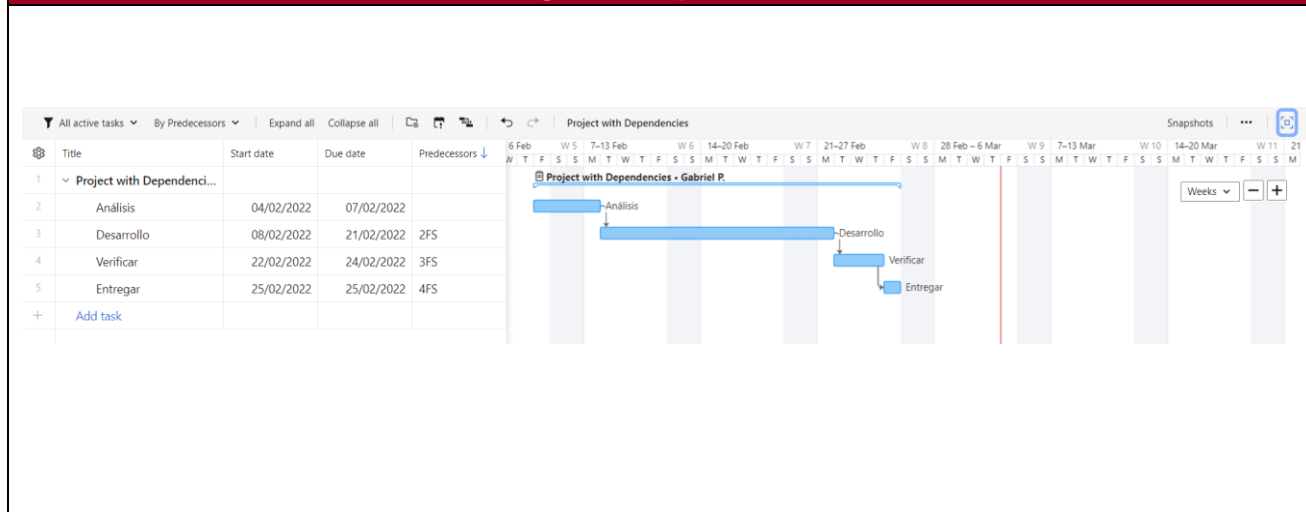 All active tasks By Predecessors Expand all Collapse all Project with Dependencies Snapshots •••
Title Start date Due date Predecessors ↓ 6 Feb W 5 7–13 Feb W 6 14–20 Feb W 7 21–27 Feb W 8 28 Feb – 6 Mar W 9 7–13 Mar W 10 14–20 Mar W 11 21
W T F S S M T W T F S S M T W T F S S M T W T F S S M T W T F S S M T W T F S S M T W T F S S M
1 Project with Dependenci... Project with Dependencies • Gabriel P. Weeks − +
2 Análisis 04/02/2022 07/02/2022 Análisis
3 Desarrollo 08/02/2022 21/02/2022 2FS Desarrollo
4 Verificar 22/02/2022 24/02/2022 3FS Verificar
5 Entregar 25/02/2022 25/02/2022 4FS Entregar
+ Add task